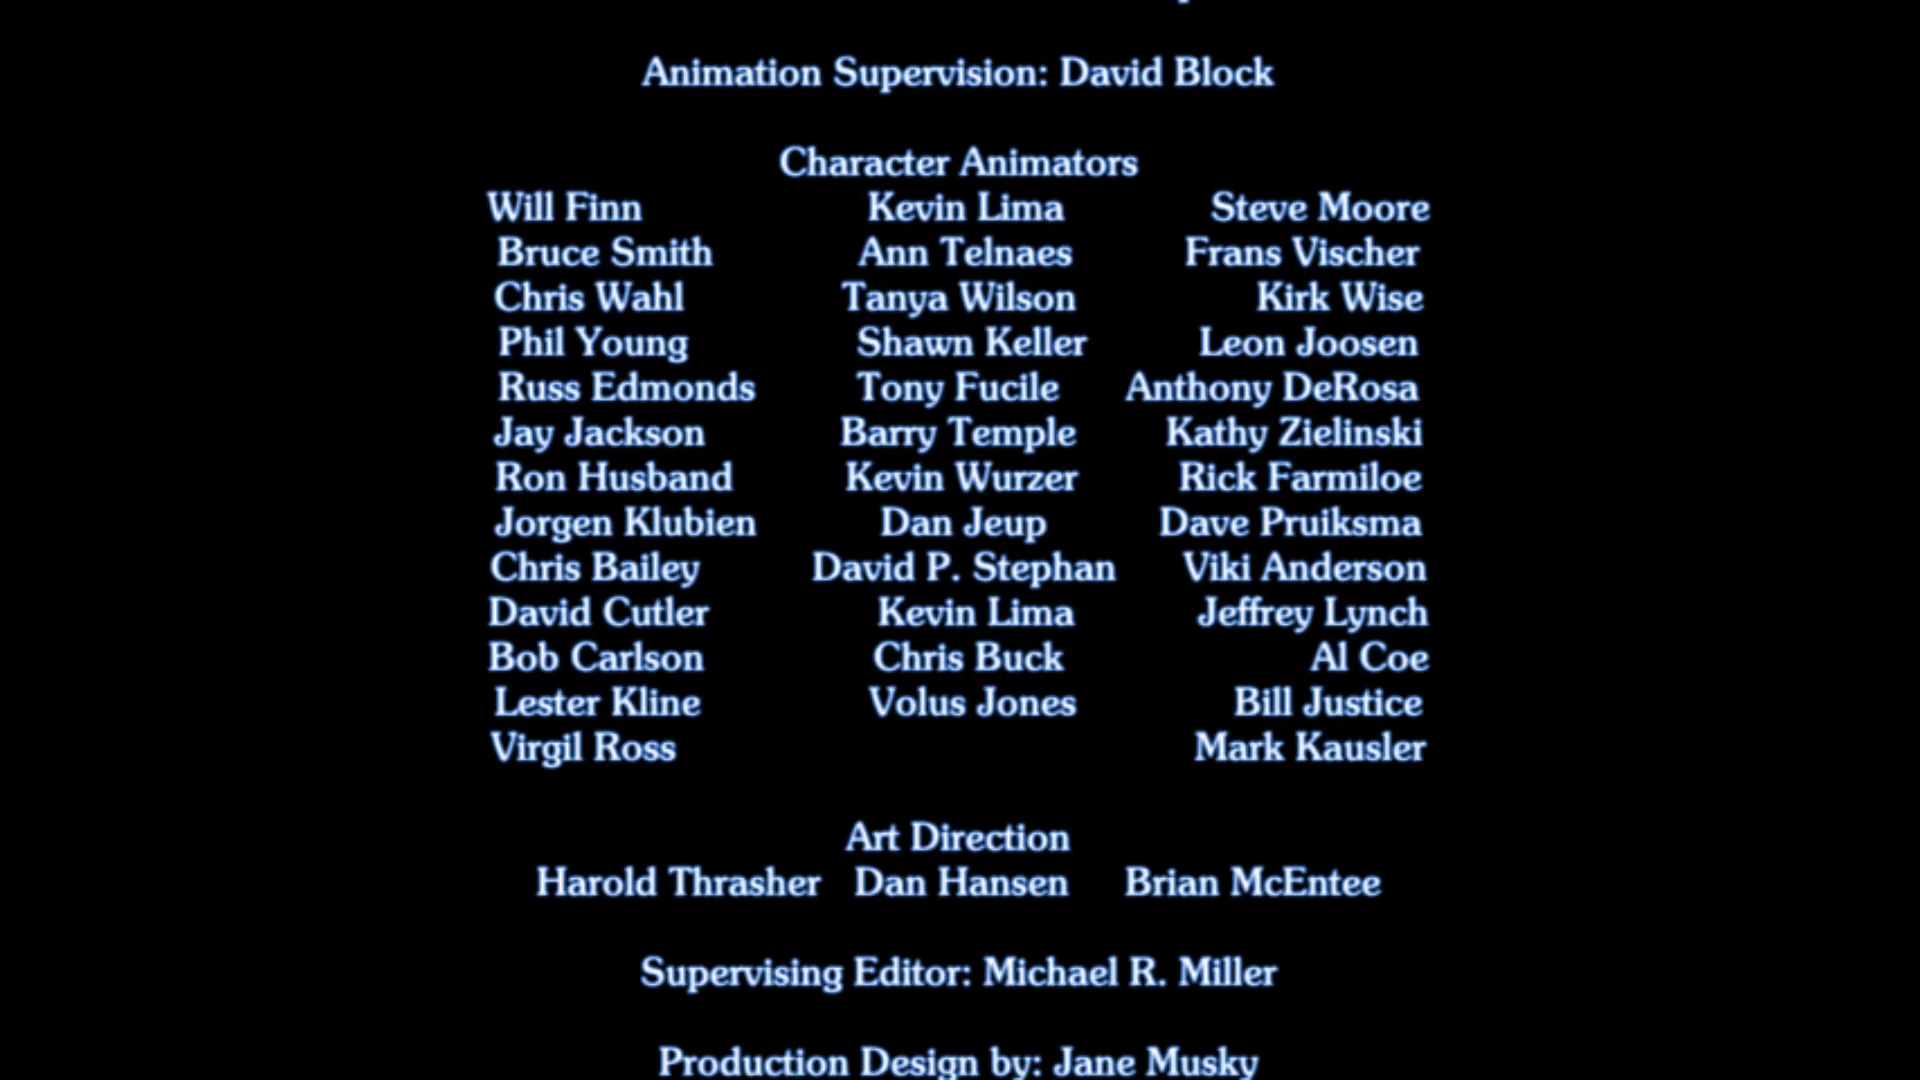 Animation Supervision: David Block
Character Animators
Will Finn Kevin Lima Steve Moore
Bruce Smith Ann Telnaes Frans Vischer
Chris Wahl Tanya Wilson Kirk Wise
Phil Young Shawn Keller Leon Joosen
Russ Edmonds Tony Fucile Anthony DeRosa
Jay Jackson Barry Temple Kathy Zielinski
Ron Husband Kevin Wurzer Rick Farmiloe
Jorgen Klubien Dan Jeup Dave Pruiksma
Chris Bailey David P. Stephan Viki Anderson
David Cutler Kevin Lima Jeffrey Lynch
Bob Carlson Chris Buck Al Coe
Lester Kline Volus Jones Bill Justice
Virgil Ross Mark Kausler
Art Direction
Harold Thrasher Dan Hansen Brian McEntee
Supervising Editor: Michael R. Miller
Production Design by: Jane Musky